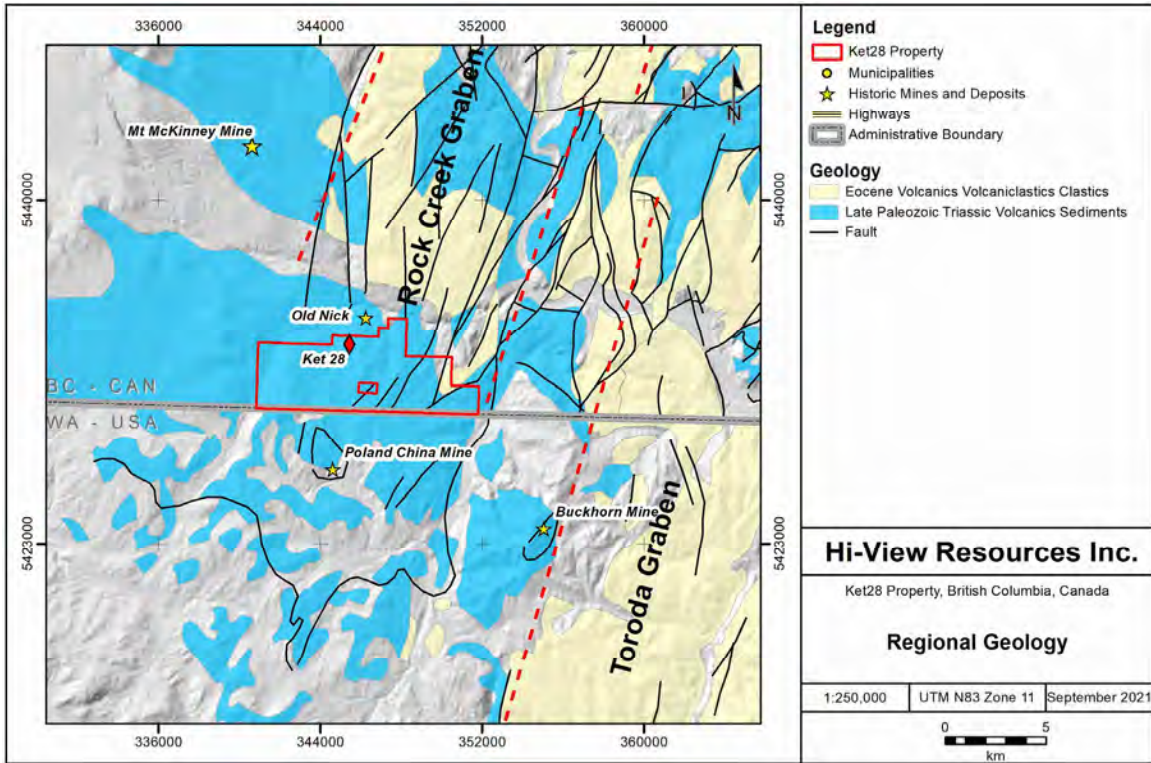 336000
344000
352000
360000
5440000
5423000
Rock Creek Graben
Mt McKinney Mine
Old Nick
Ket 28
BC - CAN
WA - USA
Poland China Mine
Buckhorn Mine
Toroda Graben
5440000
5423000
336000
344000
352000
360000
N
Legend
Ket28 Property
Municipalities
Historic Mines and Deposits
Highways
Administrative Boundary
Geology
Eocene Volcanics Volcaniclastics Clastics
Late Paleozoic Triassic Volcanics Sediments
Fault
Hi-View Resources Inc.
Ket28 Property, British Columbia, Canada
Regional Geology
1:250,000
UTM N83 Zone 11
September 2021
0 5
km